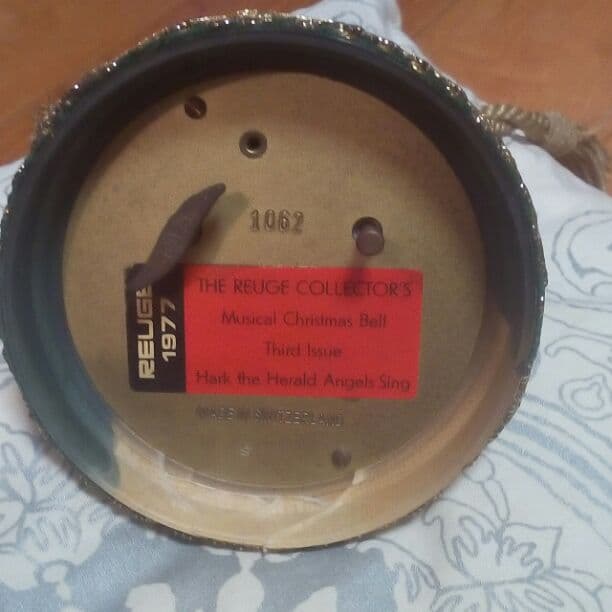 1062
REUGE
1977
THE REUGE COLLECTOR'S
Musical Christmas Bell
Third Issue
Hark the Herald Angels Sing
MADE IN SWITZERLAND